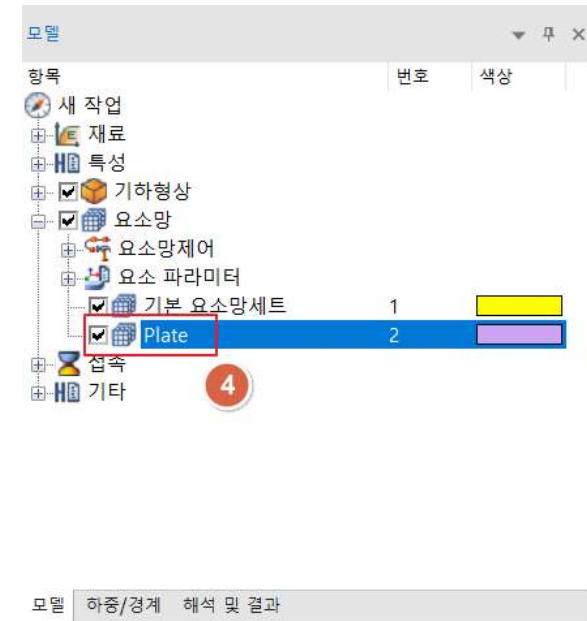 모델
항목 번호 색상
새 작업
재료
특성
기하형상
요소망
요소망제어
요소 파라미터
기본 요소망세트 1
Plate 2
접속
기타
4
모델 하중/경계 해석 및 결과